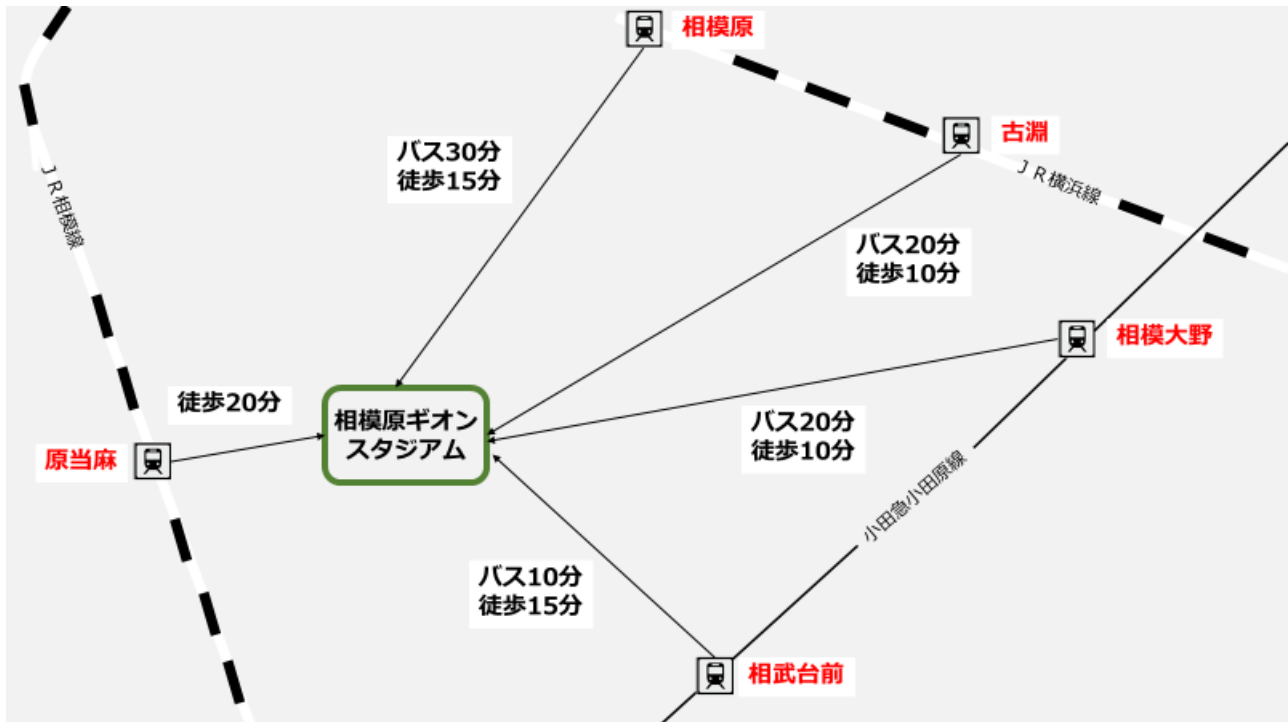 相模原
古淵
ＪＲ横浜線
バス30分
徒歩15分
ＪＲ相模線
バス20分
徒歩10分
相模大野
徒歩20分
相模原ギオン
スタジアム
バス20分
徒歩10分
原当麻
小田急小田原線
バス10分
徒歩15分
相武台前